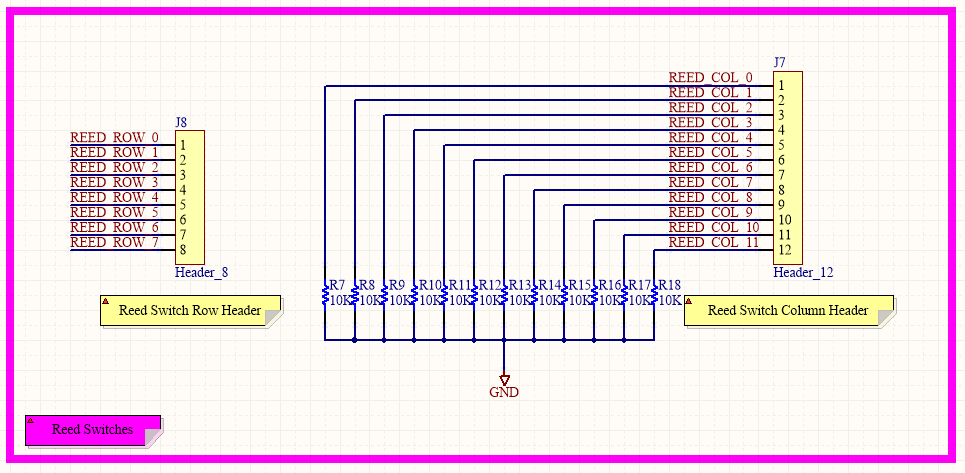 J7
REED_COL_0
1
REED_COL_1
2
REED_COL_2
3
REED_COL_3
4
REED_COL_4
5
REED_COL_5
6
REED_COL_6
7
REED_COL_7
8
REED_COL_8
9
REED_COL_9
10
REED_COL_10
11
REED_COL_11
12
Header_12
J8
REED_ROW_0
1
REED_ROW_1
2
REED_ROW_2
3
REED_ROW_3
4
REED_ROW_4
5
REED_ROW_5
6
REED_ROW_6
7
REED_ROW_7
8
Header_8
R7 R8 R9 R10 R11 R12 R13 R14 R15 R16 R17 R18
10K 10K 10K 10K 10K 10K 10K 10K 10K 10K 10K 10K
Reed Switch Row Header
Reed Switch Column Header
GND
Reed Switches